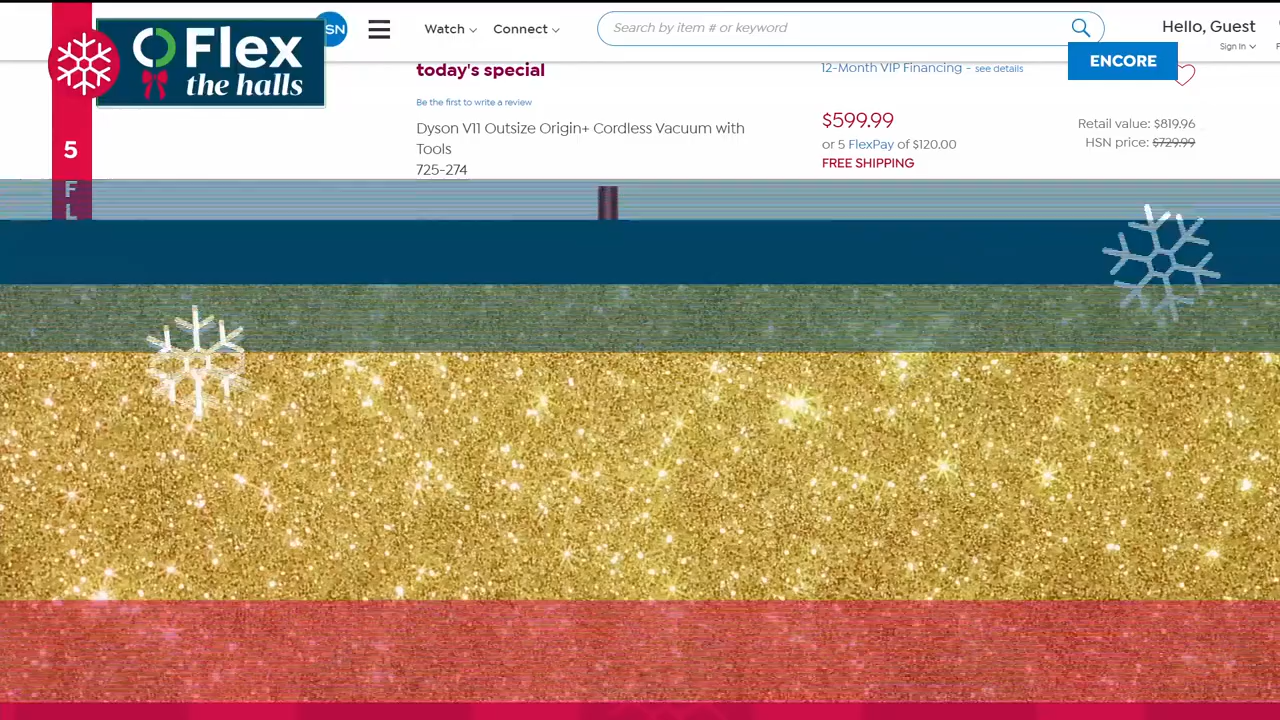 SN
Watch
Connect
Search by item # or keyword
Hello, Guest
Sign In
Flex
the halls
ENCORE
today's special
12-Month VIP Financing - see details
Be the first to write a review
$599.99
Retail value: $819.96
Dyson V11 Outsize Origin+ Cordless Vacuum with
Tools
or 5 FlexPay of $120.00
HSN price: $729.99
725-274
FREE SHIPPING
5
F
L